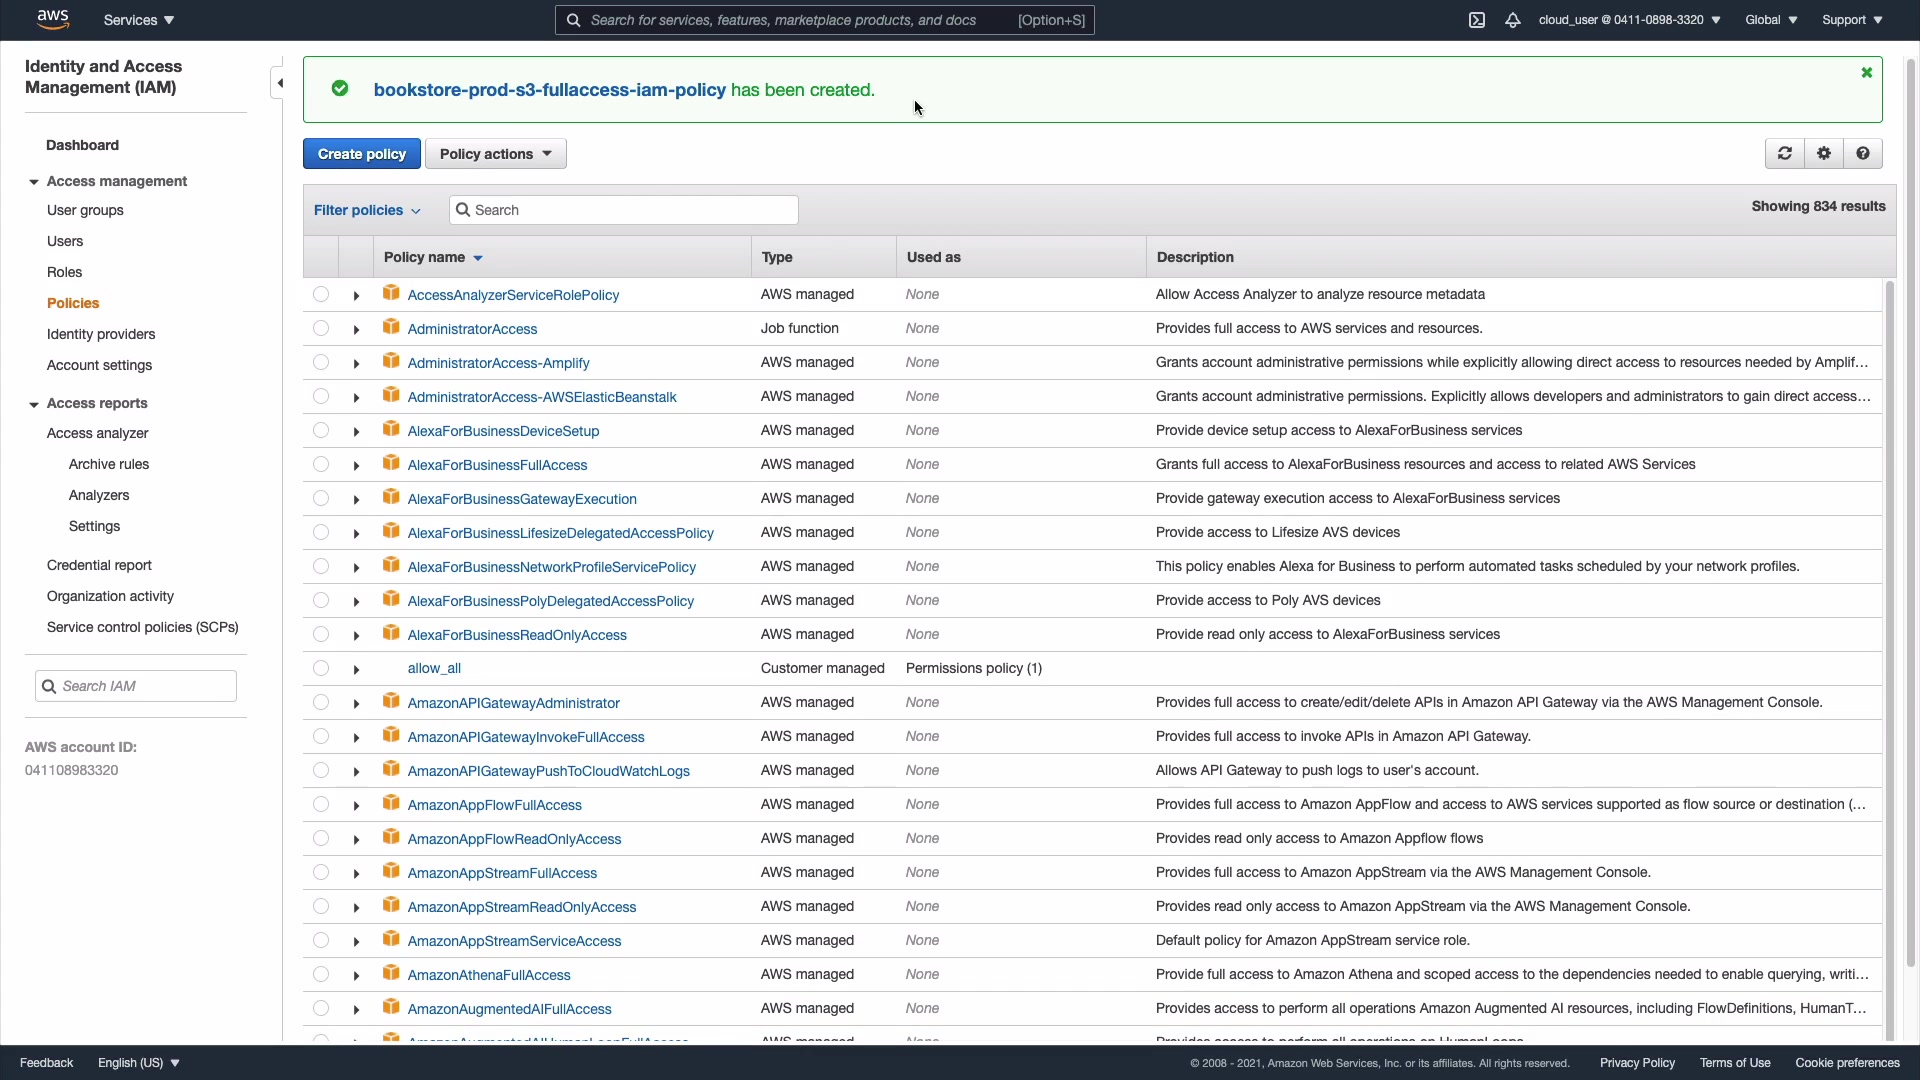 aws
Services
Search for services, features, marketplace products, and docs [Option+S]
cloud_user @ 0411-0898-3320
Global
Support
Identity and Access
Management (IAM)
Dashboard
Access management
User groups
Users
Roles
Policies
Identity providers
Account settings
Access reports
Access analyzer
Archive rules
Analyzers
Settings
Credential report
Organization activity
Service control policies (SCPs)
Search IAM
AWS account ID:
041108983320
bookstore-prod-s3-fullaccess-iam-policy has been created.
Create policy
Policy actions
Filter policies
Search
Showing 834 results
Policy name Type Used as Description
AccessAnalyzerServiceRolePolicy AWS managed None Allow Access Analyzer to analyze resource metadata
AdministratorAccess Job function None Provides full access to AWS services and resources.
AdministratorAccess-Amplify AWS managed None Grants account administrative permissions while explicitly allowing direct access to resources needed by Amplif...
AdministratorAccess-AWSElasticBeanstalk AWS managed None Grants account administrative permissions. Explicitly allows developers and administrators to gain direct access...
AlexaForBusinessDeviceSetup AWS managed None Provide device setup access to AlexaForBusiness services
AlexaForBusinessFullAccess AWS managed None Grants full access to AlexaForBusiness resources and access to related AWS Services
AlexaForBusinessGatewayExecution AWS managed None Provide gateway execution access to AlexaForBusiness services
AlexaForBusinessLifesizeDelegatedAccessPolicy AWS managed None Provide access to Lifesize AVS devices
AlexaForBusinessNetworkProfileServicePolicy AWS managed None This policy enables Alexa for Business to perform automated tasks scheduled by your network profiles.
AlexaForBusinessPolyDelegatedAccessPolicy AWS managed None Provide access to Poly AVS devices
AlexaForBusinessReadOnlyAccess AWS managed None Provide read only access to AlexaForBusiness services
allow_all Customer managed Permissions policy (1)
AmazonAPIGatewayAdministrator AWS managed None Provides full access to create/edit/delete APIs in Amazon API Gateway via the AWS Management Console.
AmazonAPIGatewayInvokeFullAccess AWS managed None Provides full access to invoke APIs in Amazon API Gateway.
AmazonAPIGatewayPushToCloudWatchLogs AWS managed None Allows API Gateway to push logs to user's account.
AmazonAppFlowFullAccess AWS managed None Provides full access to Amazon AppFlow and access to AWS services supported as flow source or destination (...
AmazonAppFlowReadOnlyAccess AWS managed None Provides read only access to Amazon Appflow flows
AmazonAppStreamFullAccess AWS managed None Provides full access to Amazon AppStream via the AWS Management Console.
AmazonAppStreamReadOnlyAccess AWS managed None Provides read only access to Amazon AppStream via the AWS Management Console.
AmazonAppStreamServiceAccess AWS managed None Default policy for Amazon AppStream service role.
AmazonAthenaFullAccess AWS managed None Provide full access to Amazon Athena and scoped access to the dependencies needed to enable querying, writi...
AmazonAugmentedAIFullAccess AWS managed None Provides access to perform all operations Amazon Augmented AI resources, including FlowDefinitions, HumanT...
Feedback
English (US)
© 2008 - 2021, Amazon Web Services, Inc. or its affiliates. All rights reserved.
Privacy Policy
Terms of Use
Cookie preferences